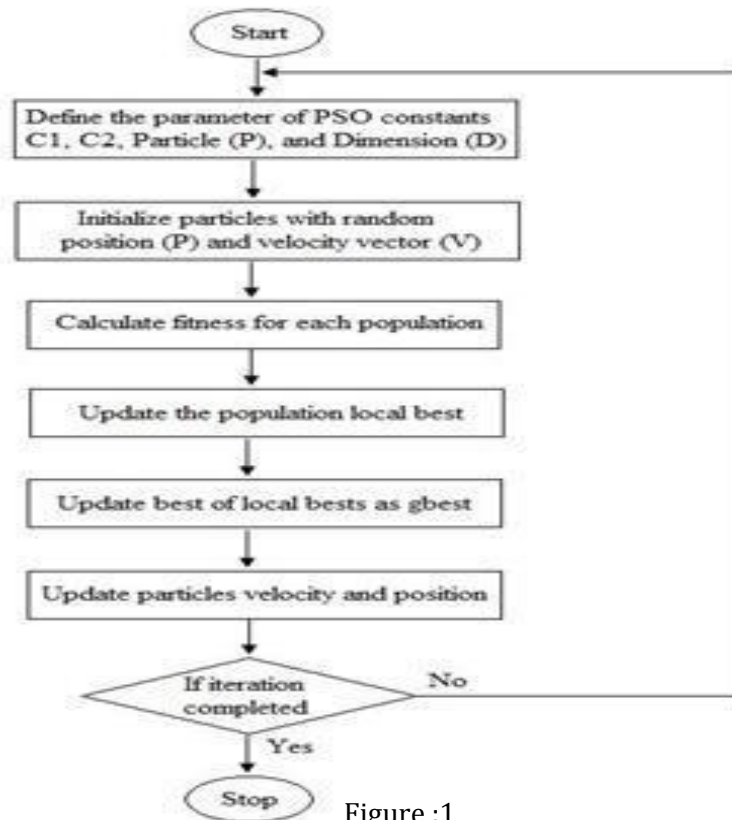 Start
Define the parameter of PSO constants
C1, C2, Particle (P), and Dimension (D)
Initialize particles with random
position (P) and velocity vector (V)
Calculate fitness for each population
Update the population local best
Update best of local bests as gbest
Update particles velocity and position
If iteration
completed
No
Yes
Stop
Figure :1